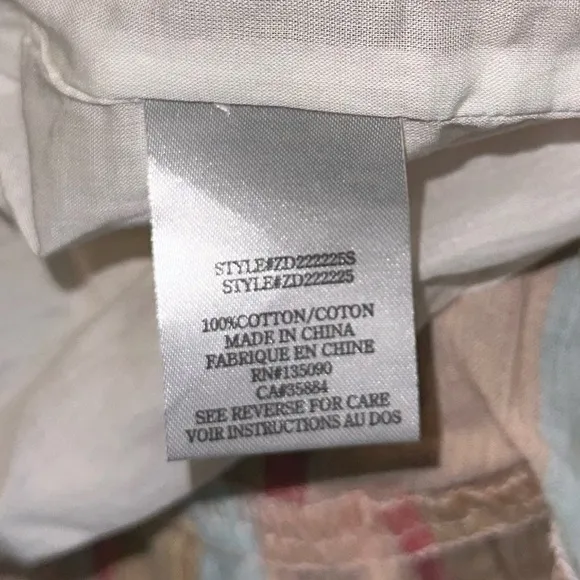 STYLE#ZD222225S
STYLE#ZD222225
100%COTTON/COTON
MADE IN CHINA
FABRIQUE EN CHINE
RN#135090
CA#35884
SEE REVERSE FOR CARE
VOIR INSTRUCTIONS AU DOS